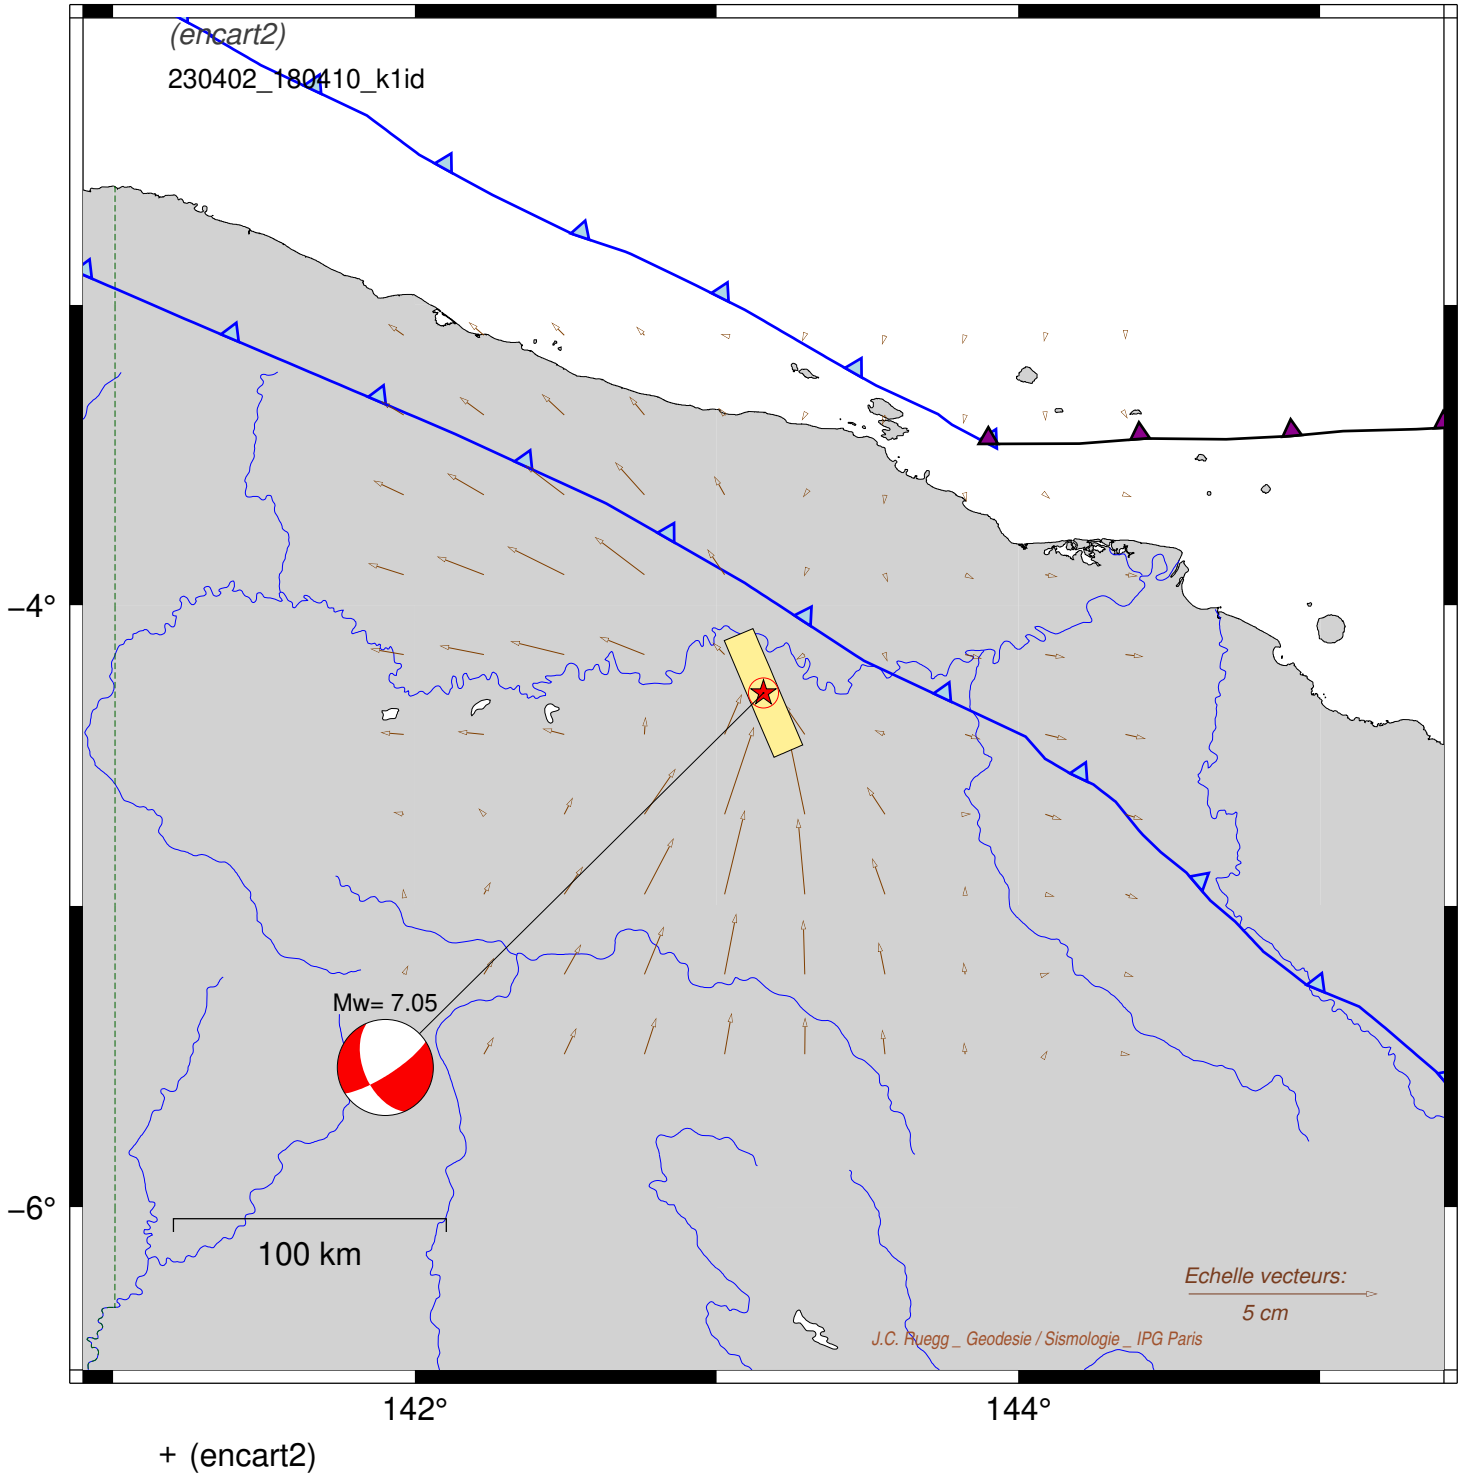 (encart2)
230402_180410_k1id
−4°
Mw= 7.05
−6°
100 km
Echelle vecteurs:
5 cm
J.C. Ruegg _ Geodesie / Sismologie _ IPG Paris
142°
144°
+ (encart2)